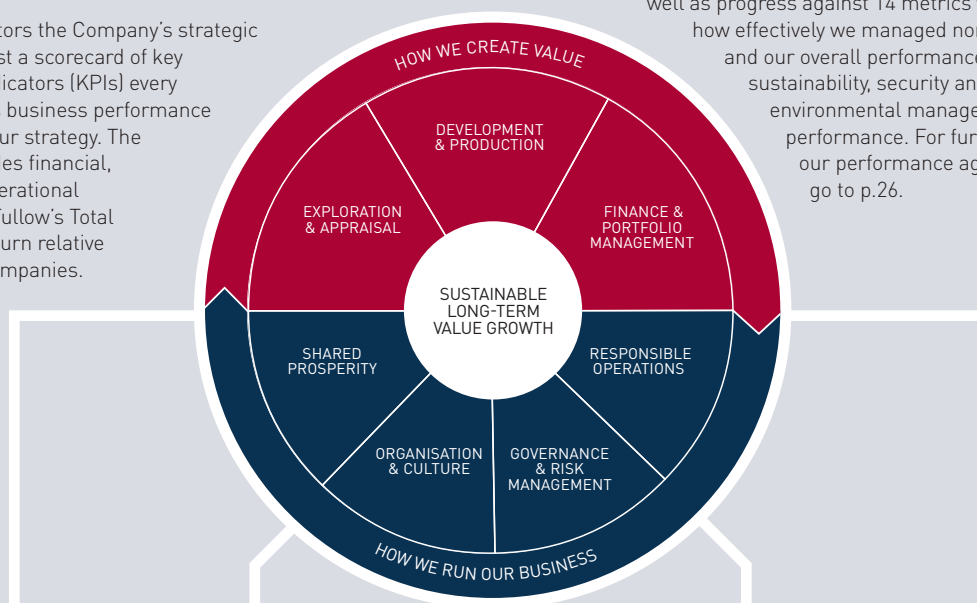 tors the Company's strategic
st a scorecard of key
dicators (KPIs) every
s business performance
ur strategy. The
es financial,
erational
Tullow's Total
urn relative
mpanies.
well as progress against 14 metrics
how effectively we managed no
and our overall performance
sustainability, security an
environmental manage
performance. For fur
our performance ag
go to p.26.
HOW WE CREATE VALUE
DEVELOPMENT
& PRODUCTION
EXPLORATION
& APPRAISAL
FINANCE &
PORTFOLIO
MANAGEMENT
SUSTAINABLE
LONG-TERM
VALUE GROWTH
SHARED
PROSPERITY
RESPONSIBLE
OPERATIONS
ORGANISATION
& CULTURE
GOVERNANCE
& RISK
MANAGEMENT
HOW WE RUN OUR BUSINESS